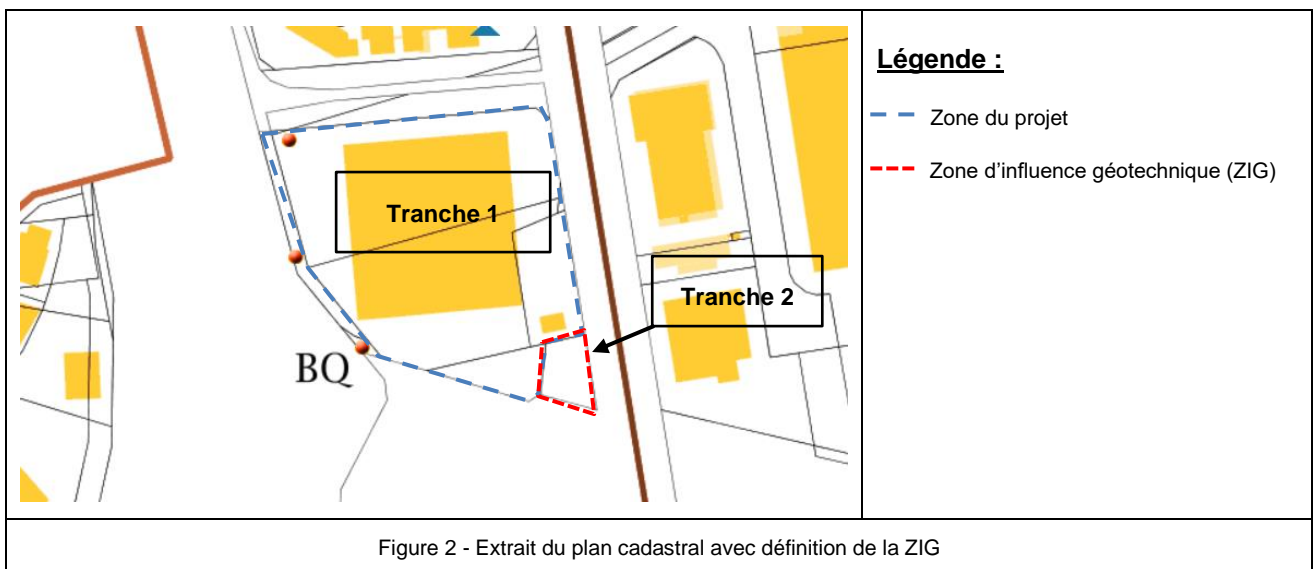 Tranche 1
Tranche 2
BQ
Légende :
Zone du projet
Zone d'influence géotechnique (ZIG)
Figure 2 - Extrait du plan cadastral avec définition de la ZIG